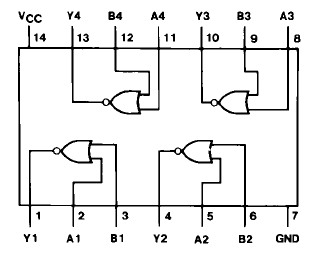 VCC Y4 B4 A4 Y3 B3 A3
14 13 12 11 10 9 8
1 2 3 4 5 6 7
Y1 A1 B1 Y2 A2 B2 GND